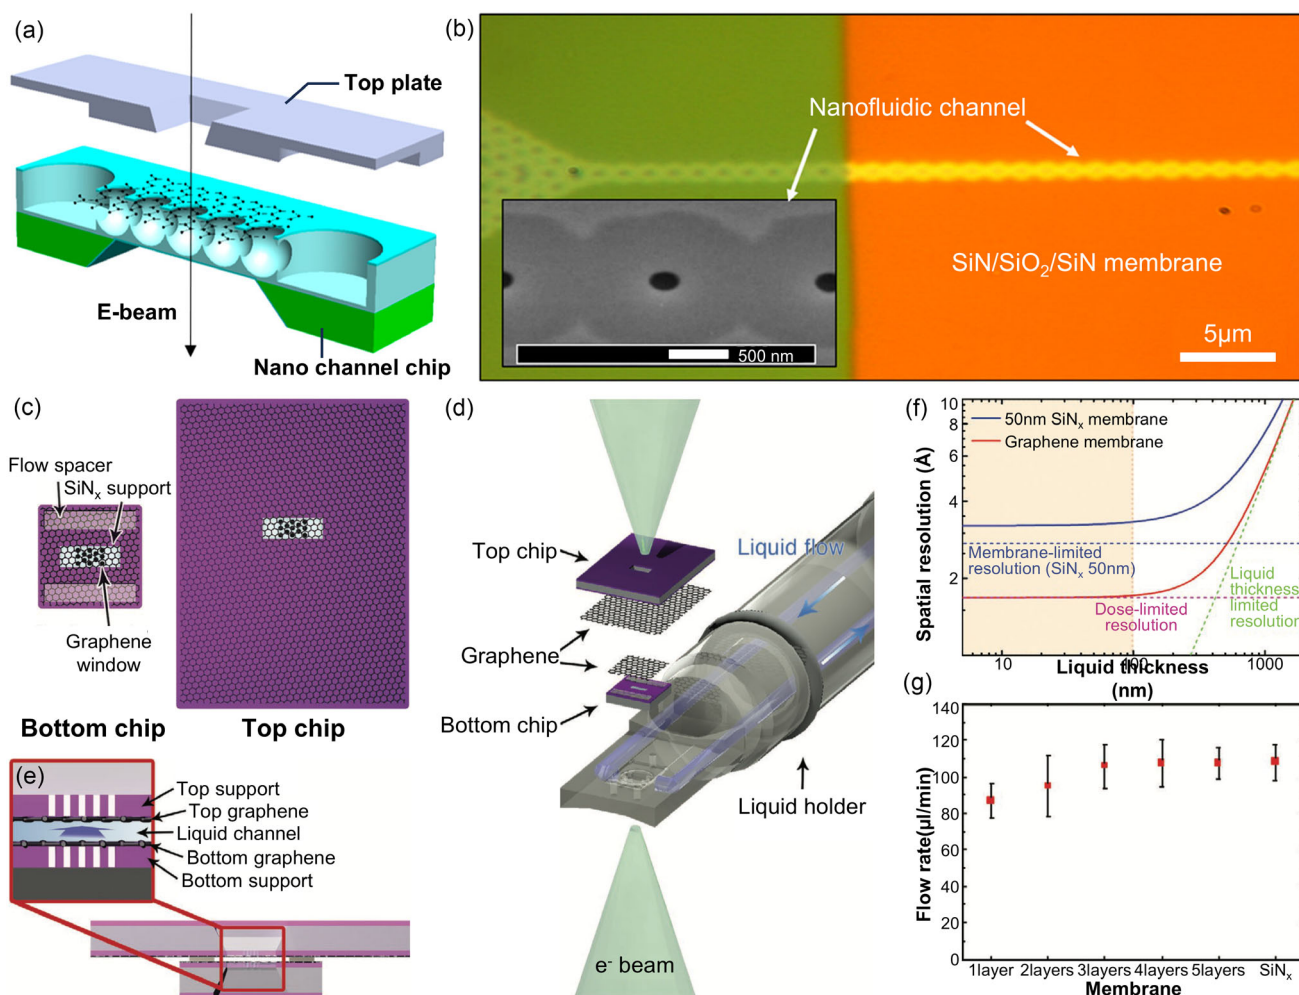 (a)
Top plate
E-beam
Nano channel chip
(b)
Nanofluidic channel
SiN/SiO₂/SiN membrane
500 nm
5μm
(c)
Flow spacer
SiNₓ support
Graphene
window
Bottom chip
Top chip
(d)
Top chip
Liquid flow
Graphene
Bottom chip
Liquid holder
e⁻ beam
(e)
Top support
Top graphene
Liquid channel
Bottom graphene
Bottom support
(f)
Spatial resolution (Å)
10
8
6
4
2
50nm SiNₓ membrane
Graphene membrane
Membrane-limited
resolution (SiNₓ 50nm)
Dose-limited
resolution
Liquid
thickness
limited
resolution
10
100
1000
Liquid thickness
(nm)
(g)
Flow rate(μl/min)
140
120
100
80
60
40
20
0
1layer 2layers 3layers 4layers 5layers SiNₓ
Membrane